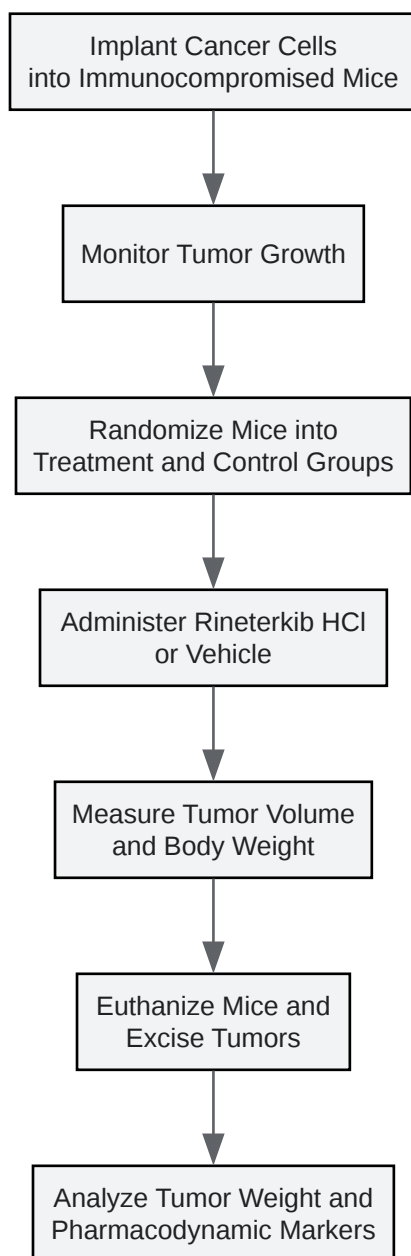 Implant Cancer Cells
into Immunocompromised Mice
Monitor Tumor Growth
Randomize Mice into
Treatment and Control Groups
Administer Rineterkib HCl
or Vehicle
Measure Tumor Volume
and Body Weight
Euthanize Mice and
Excise Tumors
Analyze Tumor Weight and
Pharmacodynamic Markers